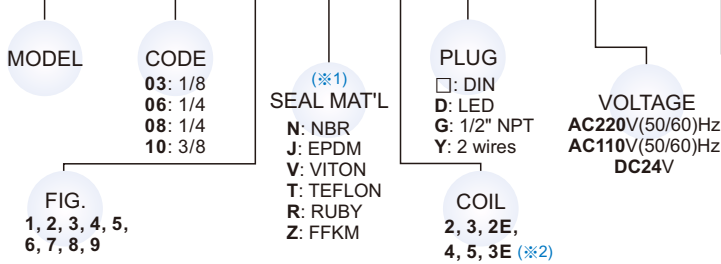 MODEL
CODE
03: 1/8
06: 1/4
08: 1/4
10: 3/8
(※1)
SEAL MAT'L
N: NBR
J: EPDM
V: VITON
T: TEFLON
R: RUBY
Z: FFKM
PLUG
□: DIN
D: LED
G: 1/2" NPT
Y: 2 wires
VOLTAGE
AC220V(50/60)Hz
AC110V(50/60)Hz
DC24V
FIG.
1, 2, 3, 4, 5,
6, 7, 8, 9
COIL
2, 3, 2E,
4, 5, 3E (※2)